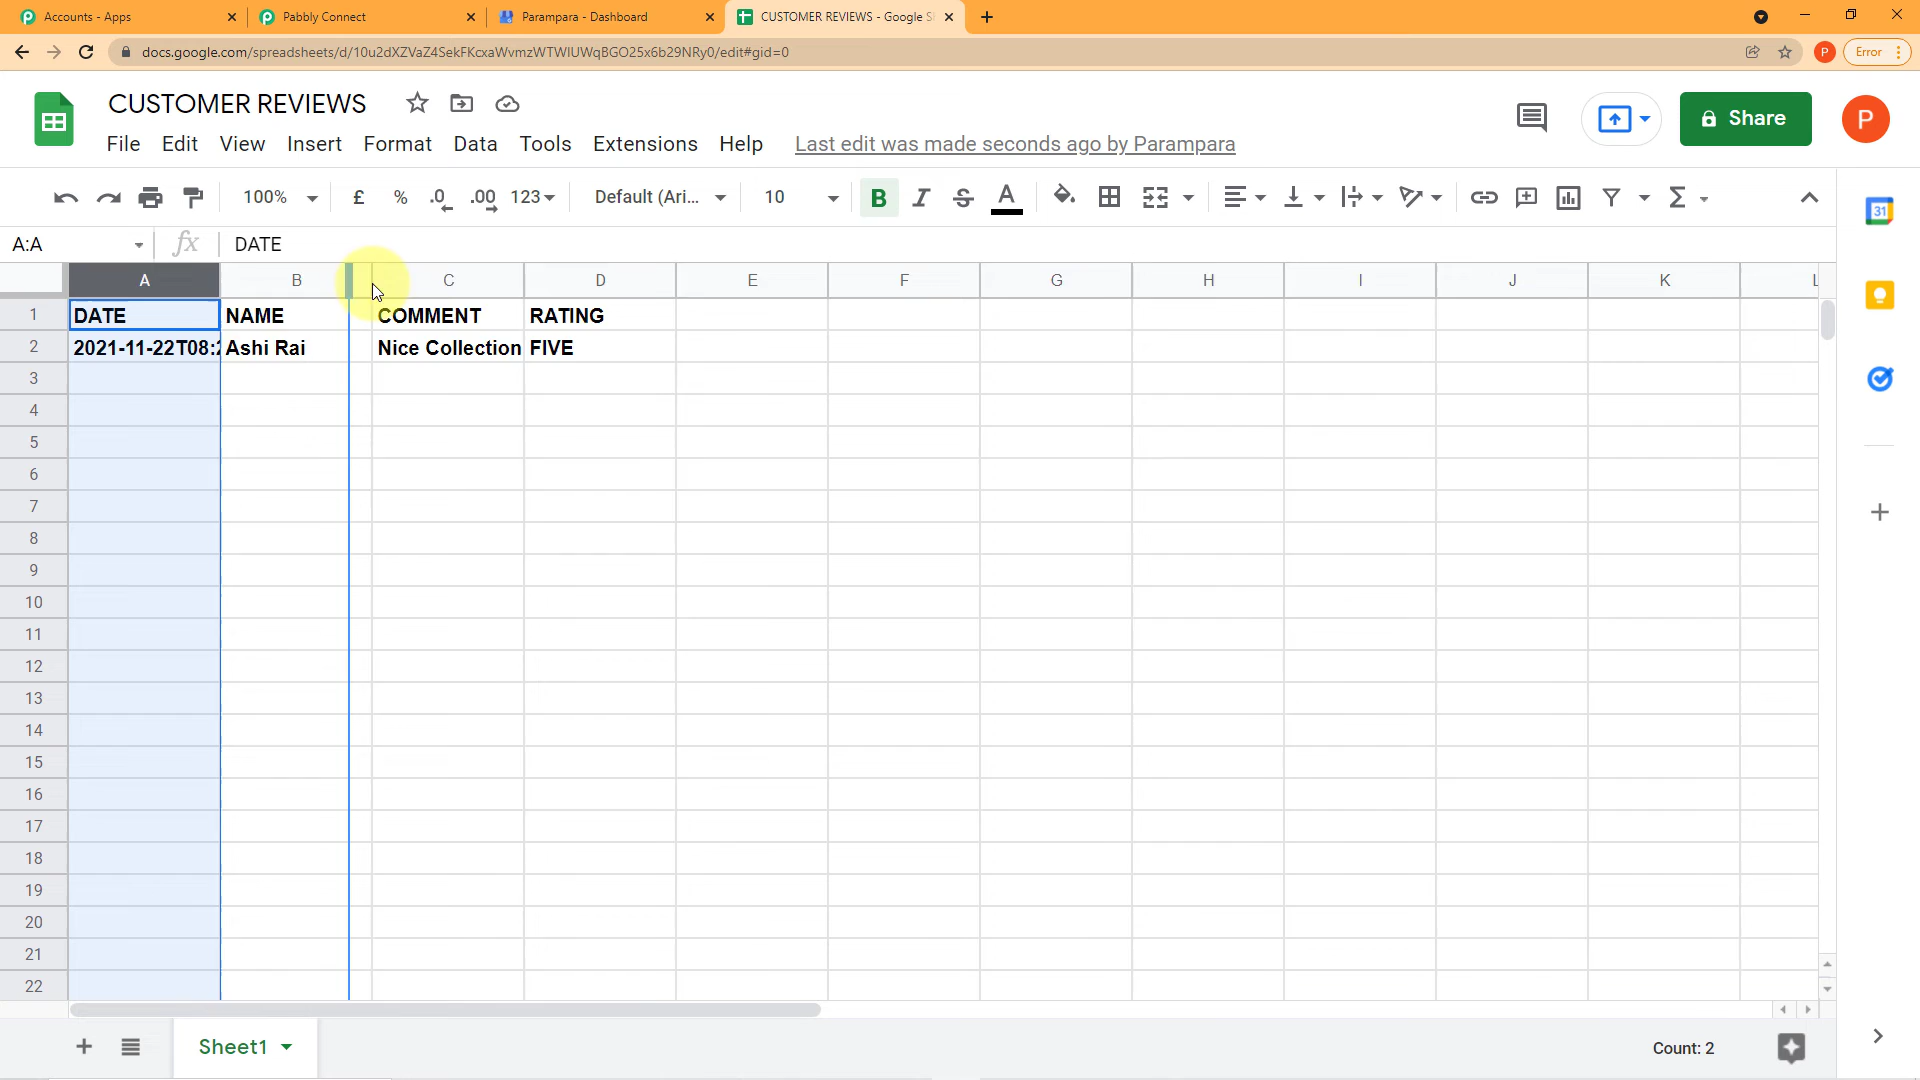 Accounts - Apps
Pabbly Connect
Parampara - Dashboard
CUSTOMER REVIEWS - Google S
docs.google.com/spreadsheets/d/10u2dXZVaZ4SekFKcxaWvmzWTWIUWqBGO25x6b29NRy0/edit#gid=0
P
Error
CUSTOMER REVIEWS
Share
P
File Edit View Insert Format Data Tools Extensions Help Last edit was made seconds ago by Parampara
100% £ % .0 .00 123 Default (Ari... 10 B I S A Σ
31
A:A fx DATE
A B C D E F G H I J K L
1 DATE NAME COMMENT RATING
2 2021-11-22T08:2 Ashi Rai Nice Collection FIVE
3
4
5
6
7
8
9
10
11
12
13
14
15
16
17
18
19
20
21
22
Sheet1
Count: 2